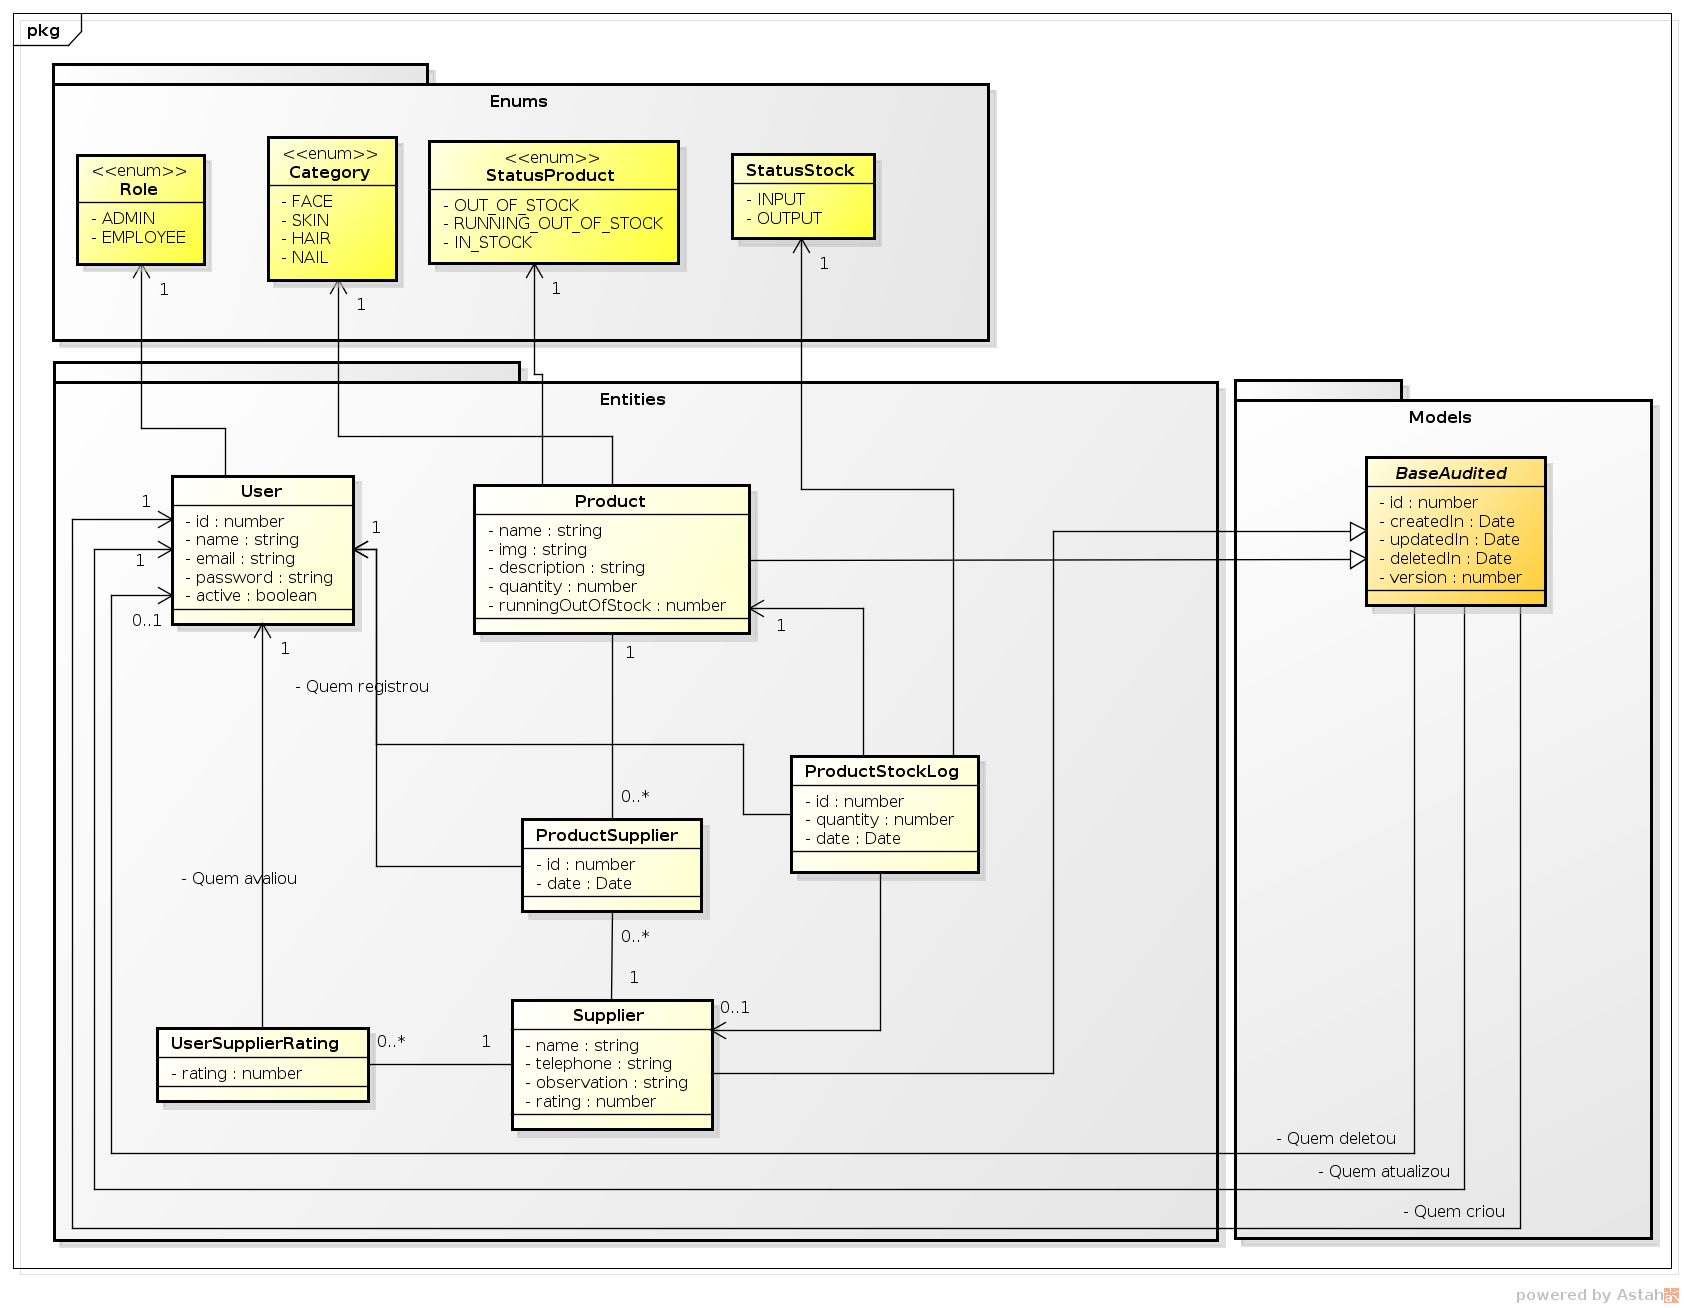 pkg
Enums
<<enum>>
Role
- ADMIN
- EMPLOYEE
1
<<enum>>
Category
- FACE
- SKIN
- HAIR
- NAIL
1
<<enum>>
StatusProduct
- OUT_OF_STOCK
- RUNNING_OUT_OF_STOCK
- IN_STOCK
1
StatusStock
- INPUT
- OUTPUT
1
Entities
User
- id : number
- name : string
- email : string
- password : string
- active : boolean
1
1
0..1
1
1
- Quem registrou
Product
- name : string
- img : string
- description : string
- quantity : number
- runningOutOfStock : number
1
1
0..*
ProductStockLog
- id : number
- quantity : number
- date : Date
ProductSupplier
- id : number
- date : Date
0..*
1
- Quem avaliou
0..1
Supplier
- name : string
- telephone : string
- observation : string
- rating : number
UserSupplierRating
- rating : number
0..*
1
Models
BaseAudited
- id : number
- createdIn : Date
- updatedIn : Date
- deletedIn : Date
- version : number
- Quem deletou
- Quem atualizou
- Quem criou
powered by Astah